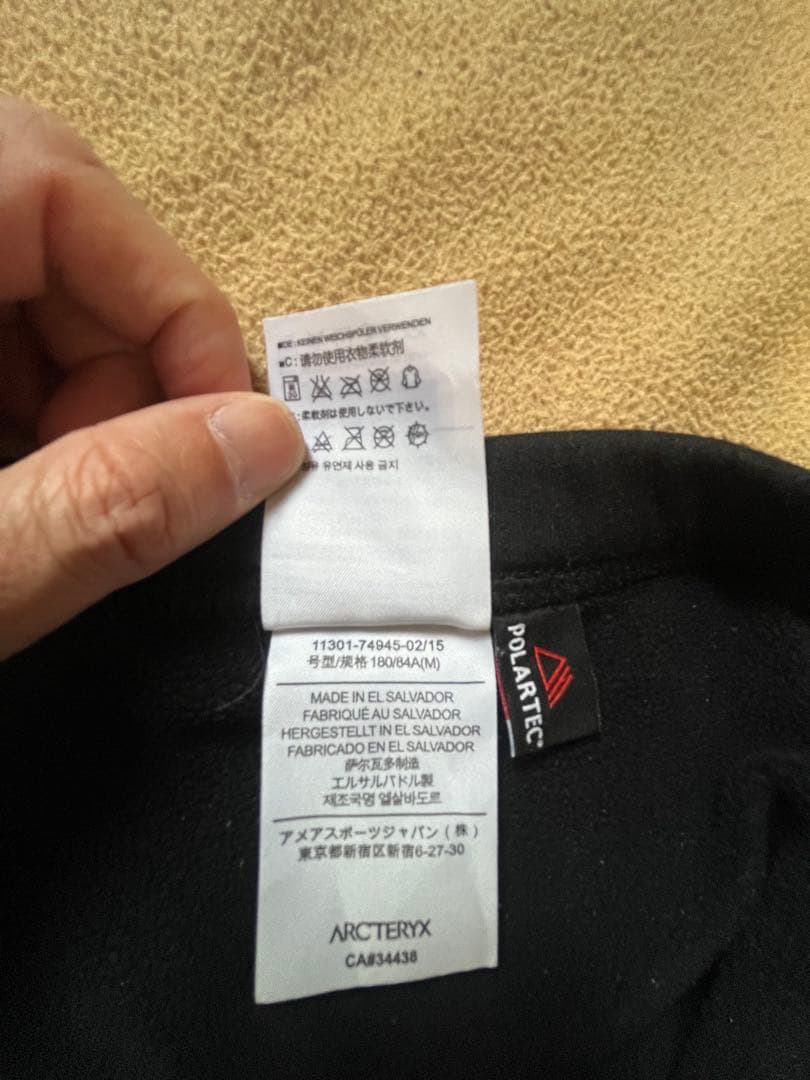 ■DE: KEINEN WEICHSPÜLER VERWENDEN
■C: 请勿使用衣物柔软剂
: 柔軟剤は使用しないで下さい。
유연제 사용 금지
11301-74945-02/15
号型/规格 180/84A(M)
MADE IN EL SALVADOR
FABRIQUÉ AU SALVADOR
HERGESTELLT IN EL SALVADOR
FABRICADO EN EL SALVADOR
萨尔瓦多制造
エルサルバドル製
제조국명 엘살바도르
アメアスポーツジャパン(株)
東京都新宿区新宿6-27-30
ARCTERYX
CA#34438
POLARTEC®